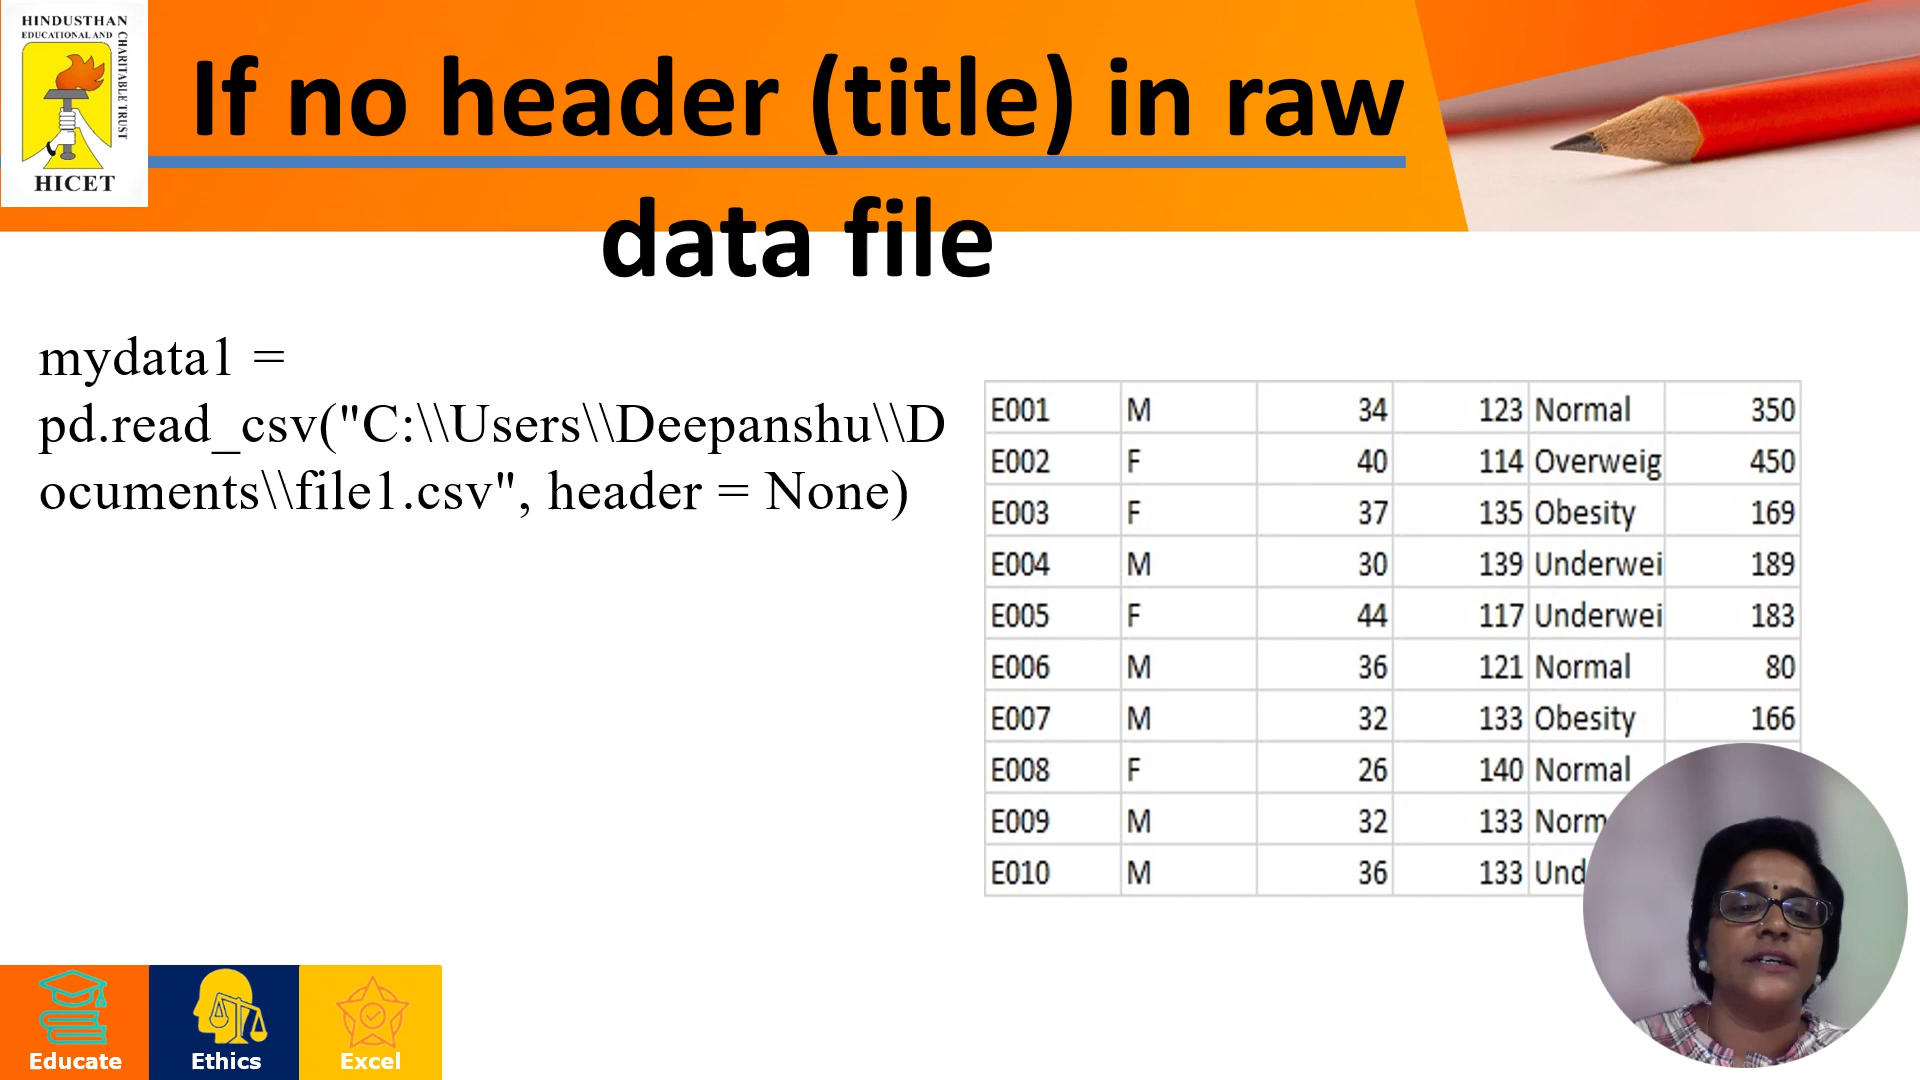 HINDUSTHAN
EDUCATIONAL AND
CHARITABLE TRUST
HICET
If no header (title) in raw
data file
mydata1 =
pd.read_csv("C:\\Users\\Deepanshu\\D
ocuments\\file1.csv", header = None)
E001 M 34 123 Normal 350
E002 F 40 114 Overweig 450
E003 F 37 135 Obesity 169
E004 M 30 139 Underwei 189
E005 F 44 117 Underwei 183
E006 M 36 121 Normal 80
E007 M 32 133 Obesity 166
E008 F 26 140 Normal
E009 M 32 133 Norm
E010 M 36 133 Und
Educate Ethics Excel